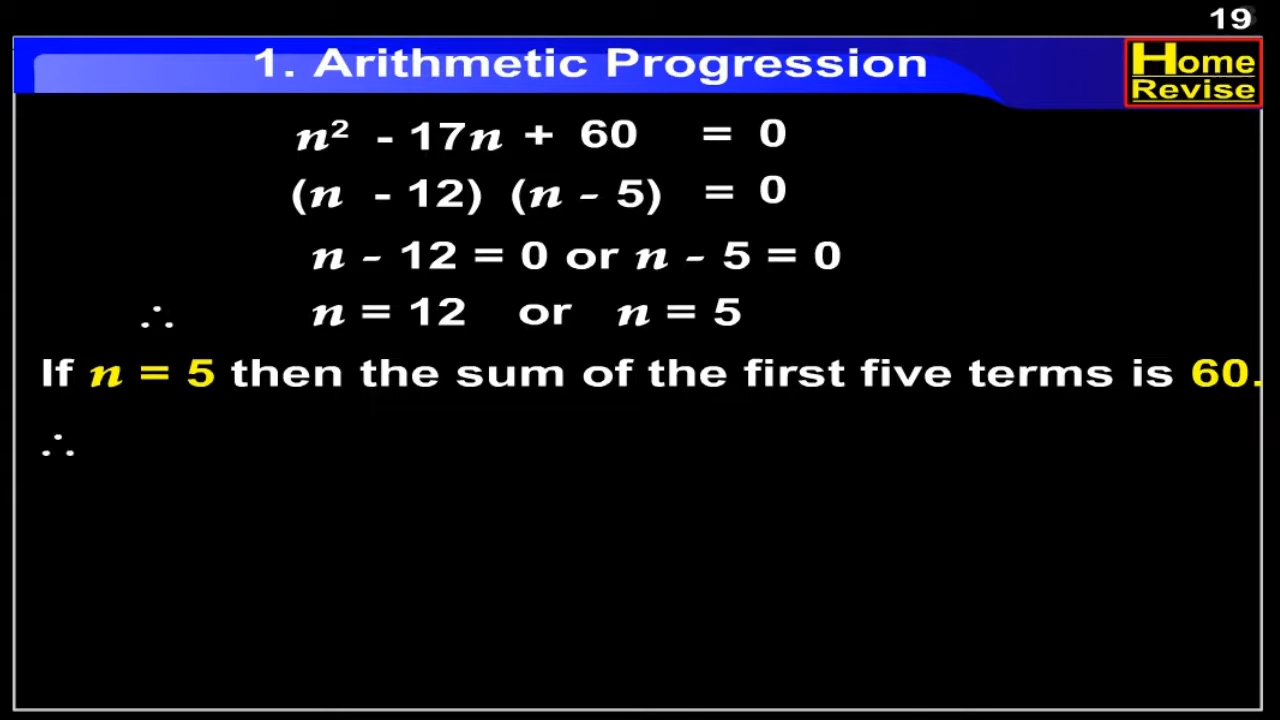 19
1. Arithmetic Progression
Home
Revise
n² - 17n + 60 = 0
(n - 12) (n - 5) = 0
n - 12 = 0 or n - 5 = 0
∴ n = 12 or n = 5
If n = 5 then the sum of the first five terms is 60.
∴